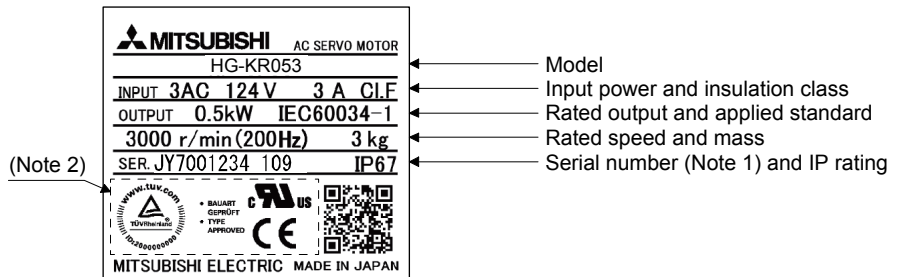 MITSUBISHI AC SERVO MOTOR
HG-KR053 Model
INPUT 3AC 124 V 3 A CI.F Input power and insulation class
OUTPUT 0.5kW IEC60034-1 Rated output and applied standard
3000 r/min(200Hz) 3 kg Rated speed and mass
SER. JY7001234 109 IP67 Serial number (Note 1) and IP rating
(Note 2)
www.tuv.com
TÜVRheinland
ID:2000000000
• BAUART
GEPRÜFT
• TYPE
APPROVED
C US
CE
MITSUBISHI ELECTRIC MADE IN JAPAN